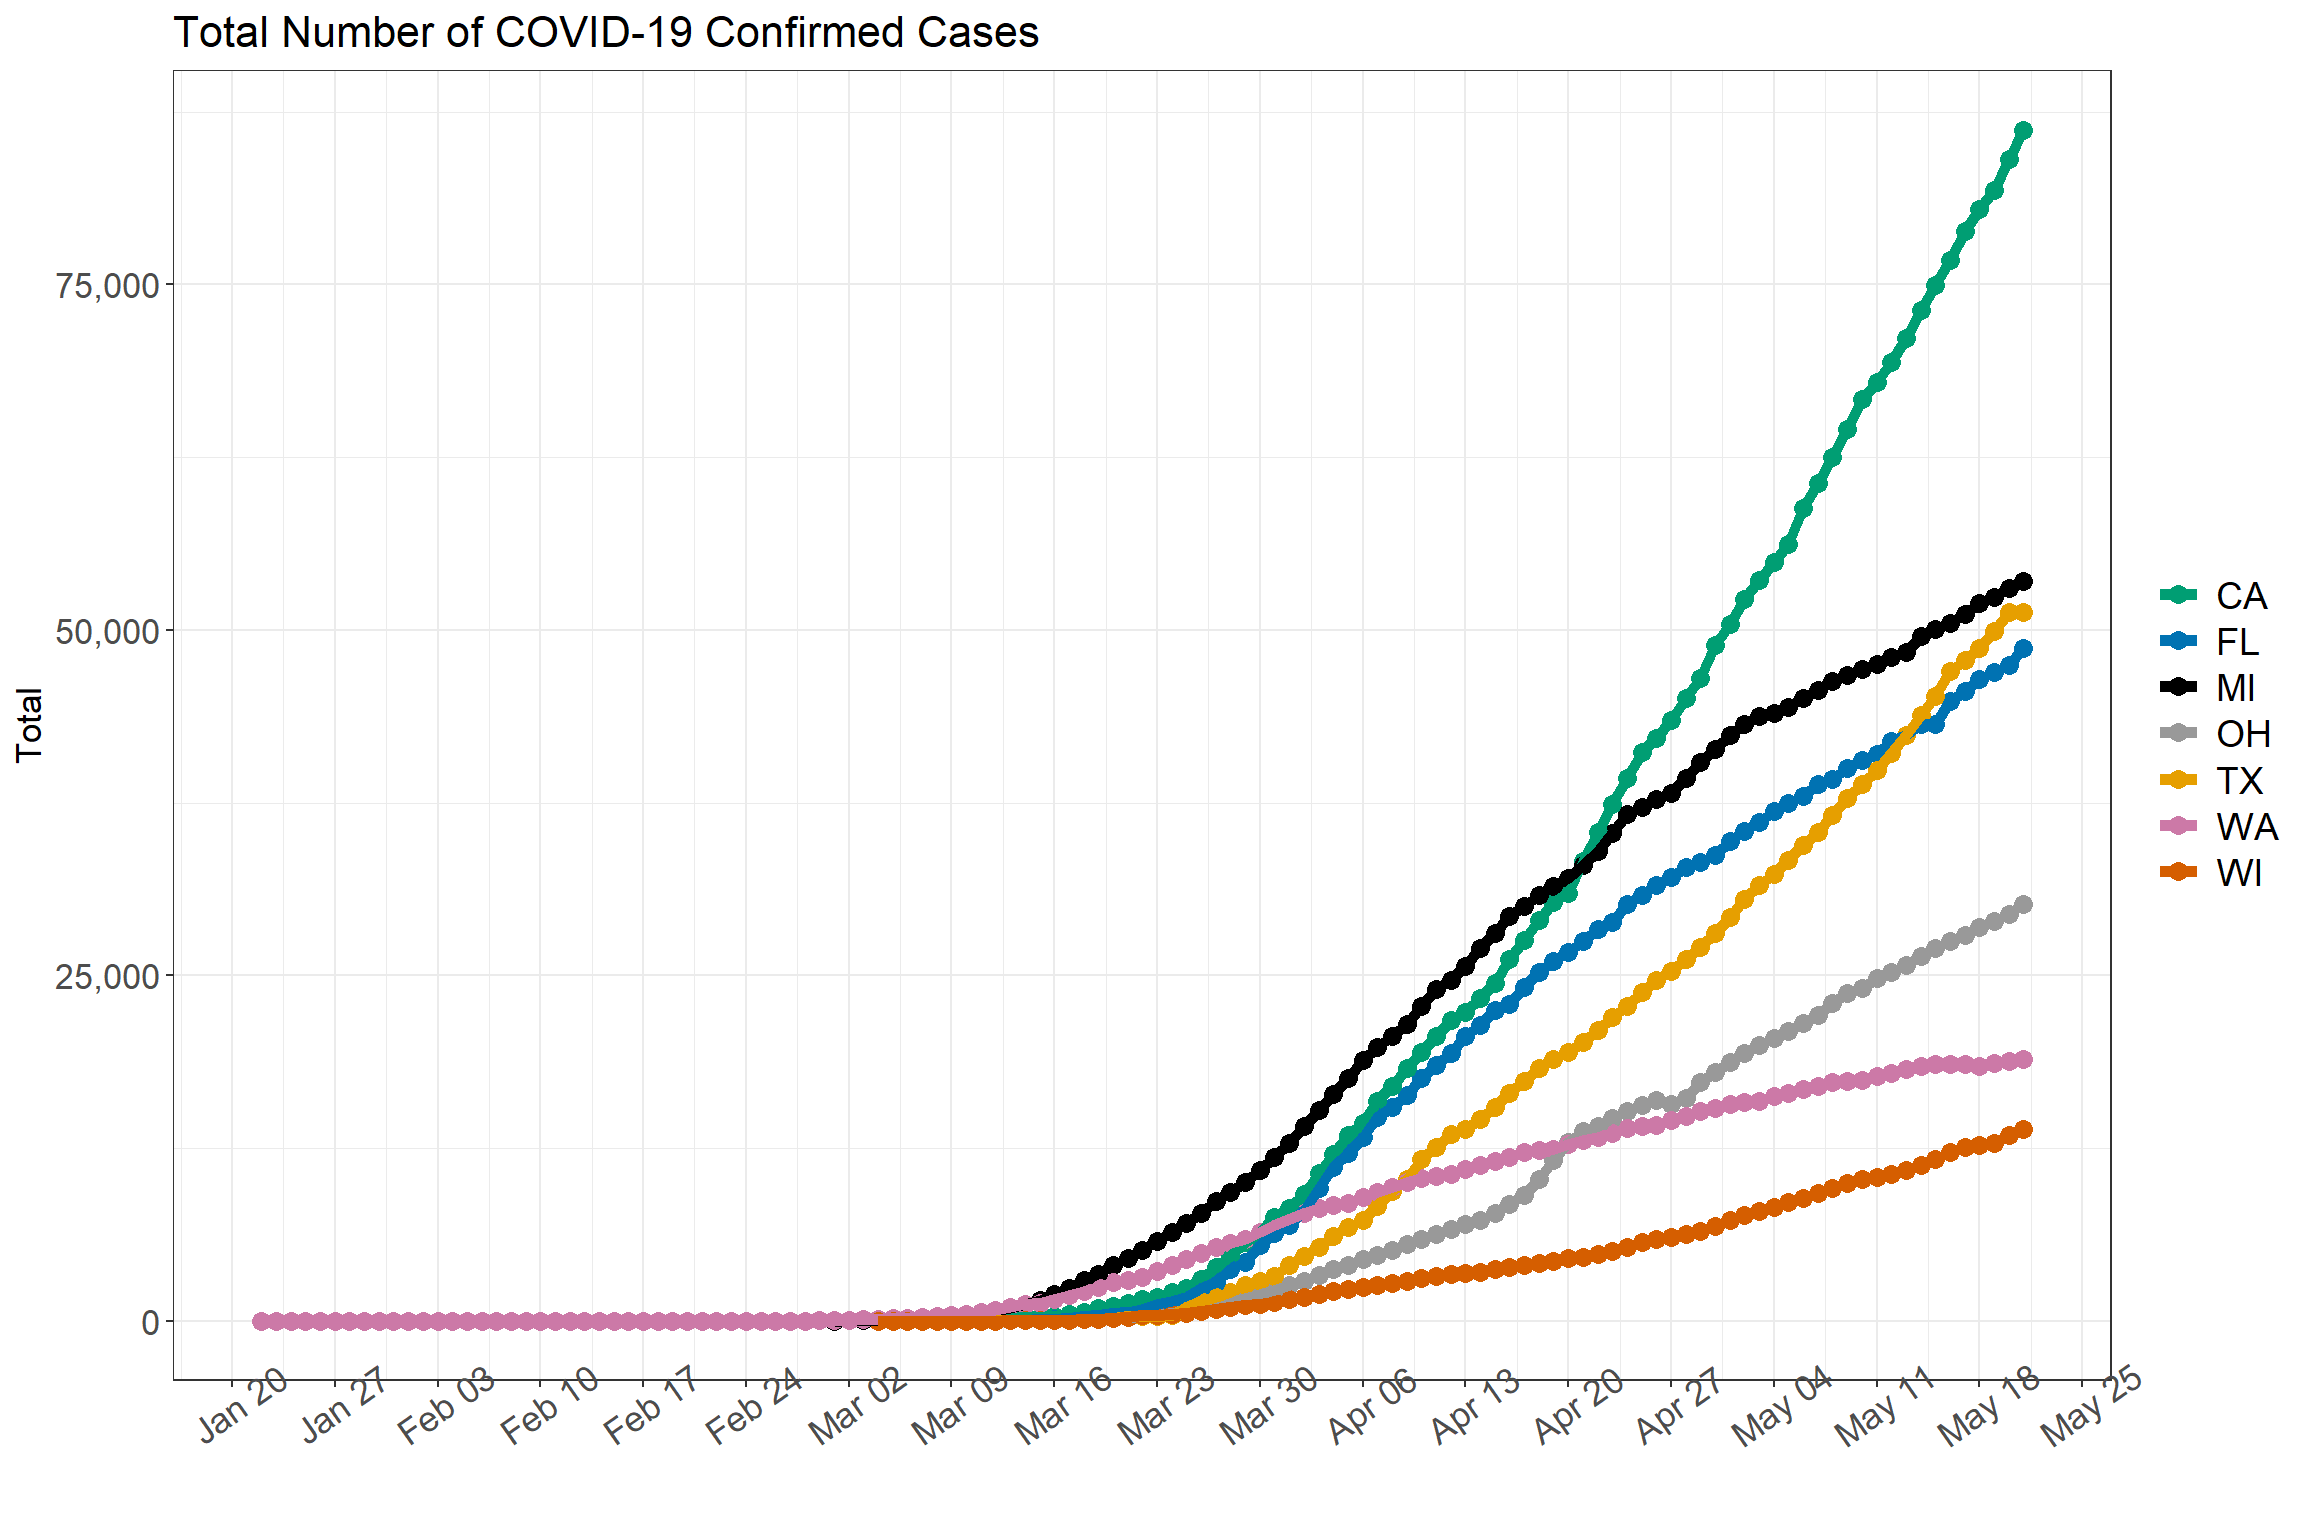 Total Number of COVID-19 Confirmed Cases
Total
75,000
50,000
25,000
0
Jan 20
Jan 27
Feb 03
Feb 10
Feb 17
Feb 24
Mar 02
Mar 09
Mar 16
Mar 23
Mar 30
Apr 06
Apr 13
Apr 20
Apr 27
May 04
May 11
May 18
May 25
CA
FL
MI
OH
TX
WA
WI